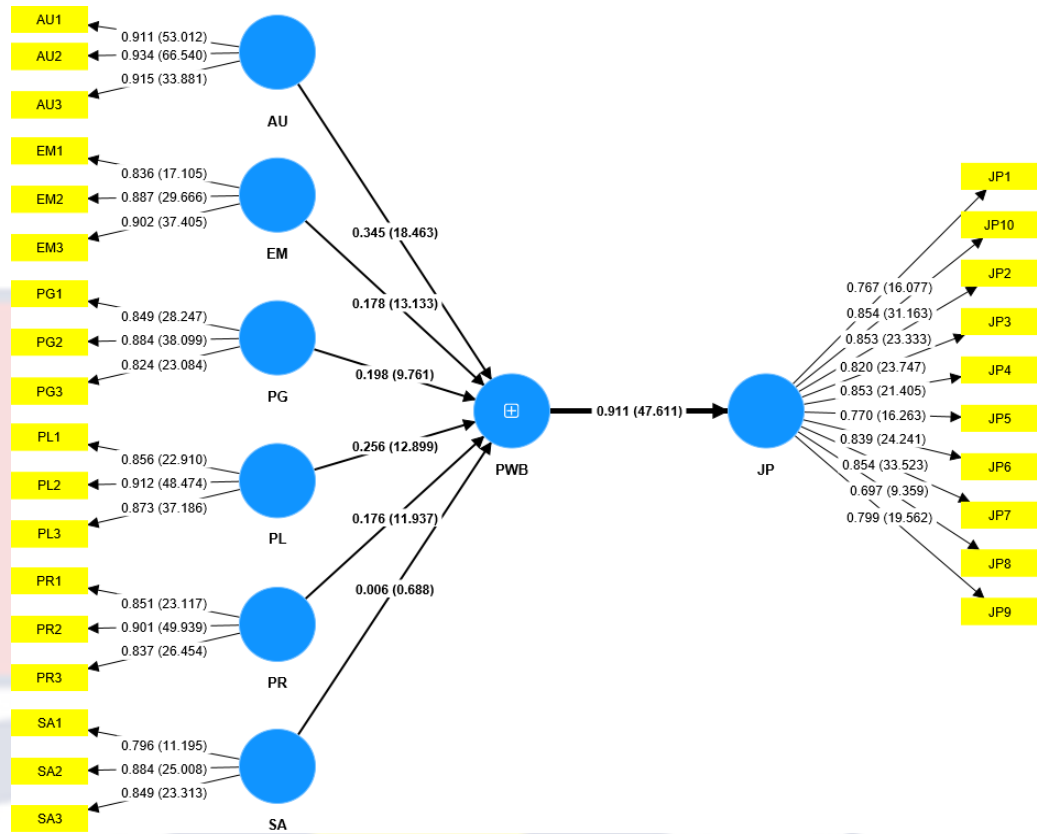 AU1
0.911 (53.012)
AU2
0.934 (66.540)
0.915 (33.881)
AU3
AU
EM1
0.836 (17.105)
EM2
0.887 (29.666)
0.902 (37.405)
EM3
EM
PG1
0.849 (28.247)
PG2
0.884 (38.099)
0.824 (23.084)
PG3
PG
PL1
0.856 (22.910)
PL2
0.912 (48.474)
0.873 (37.186)
PL3
PL
PR1
0.851 (23.117)
PR2
0.901 (49.939)
0.837 (26.454)
PR3
PR
SA1
0.796 (11.195)
SA2
0.884 (25.008)
0.849 (23.313)
SA3
SA
0.345 (18.463)
0.178 (13.133)
0.198 (9.761)
0.256 (12.899)
0.176 (11.937)
0.006 (0.688)
PWB
0.911 (47.611)
JP
0.767 (16.077)
0.854 (31.163)
0.853 (23.333)
0.820 (23.747)
0.853 (21.405)
0.770 (16.263)
0.839 (24.241)
0.854 (33.523)
0.697 (9.359)
0.799 (19.562)
JP1
JP10
JP2
JP3
JP4
JP5
JP6
JP7
JP8
JP9